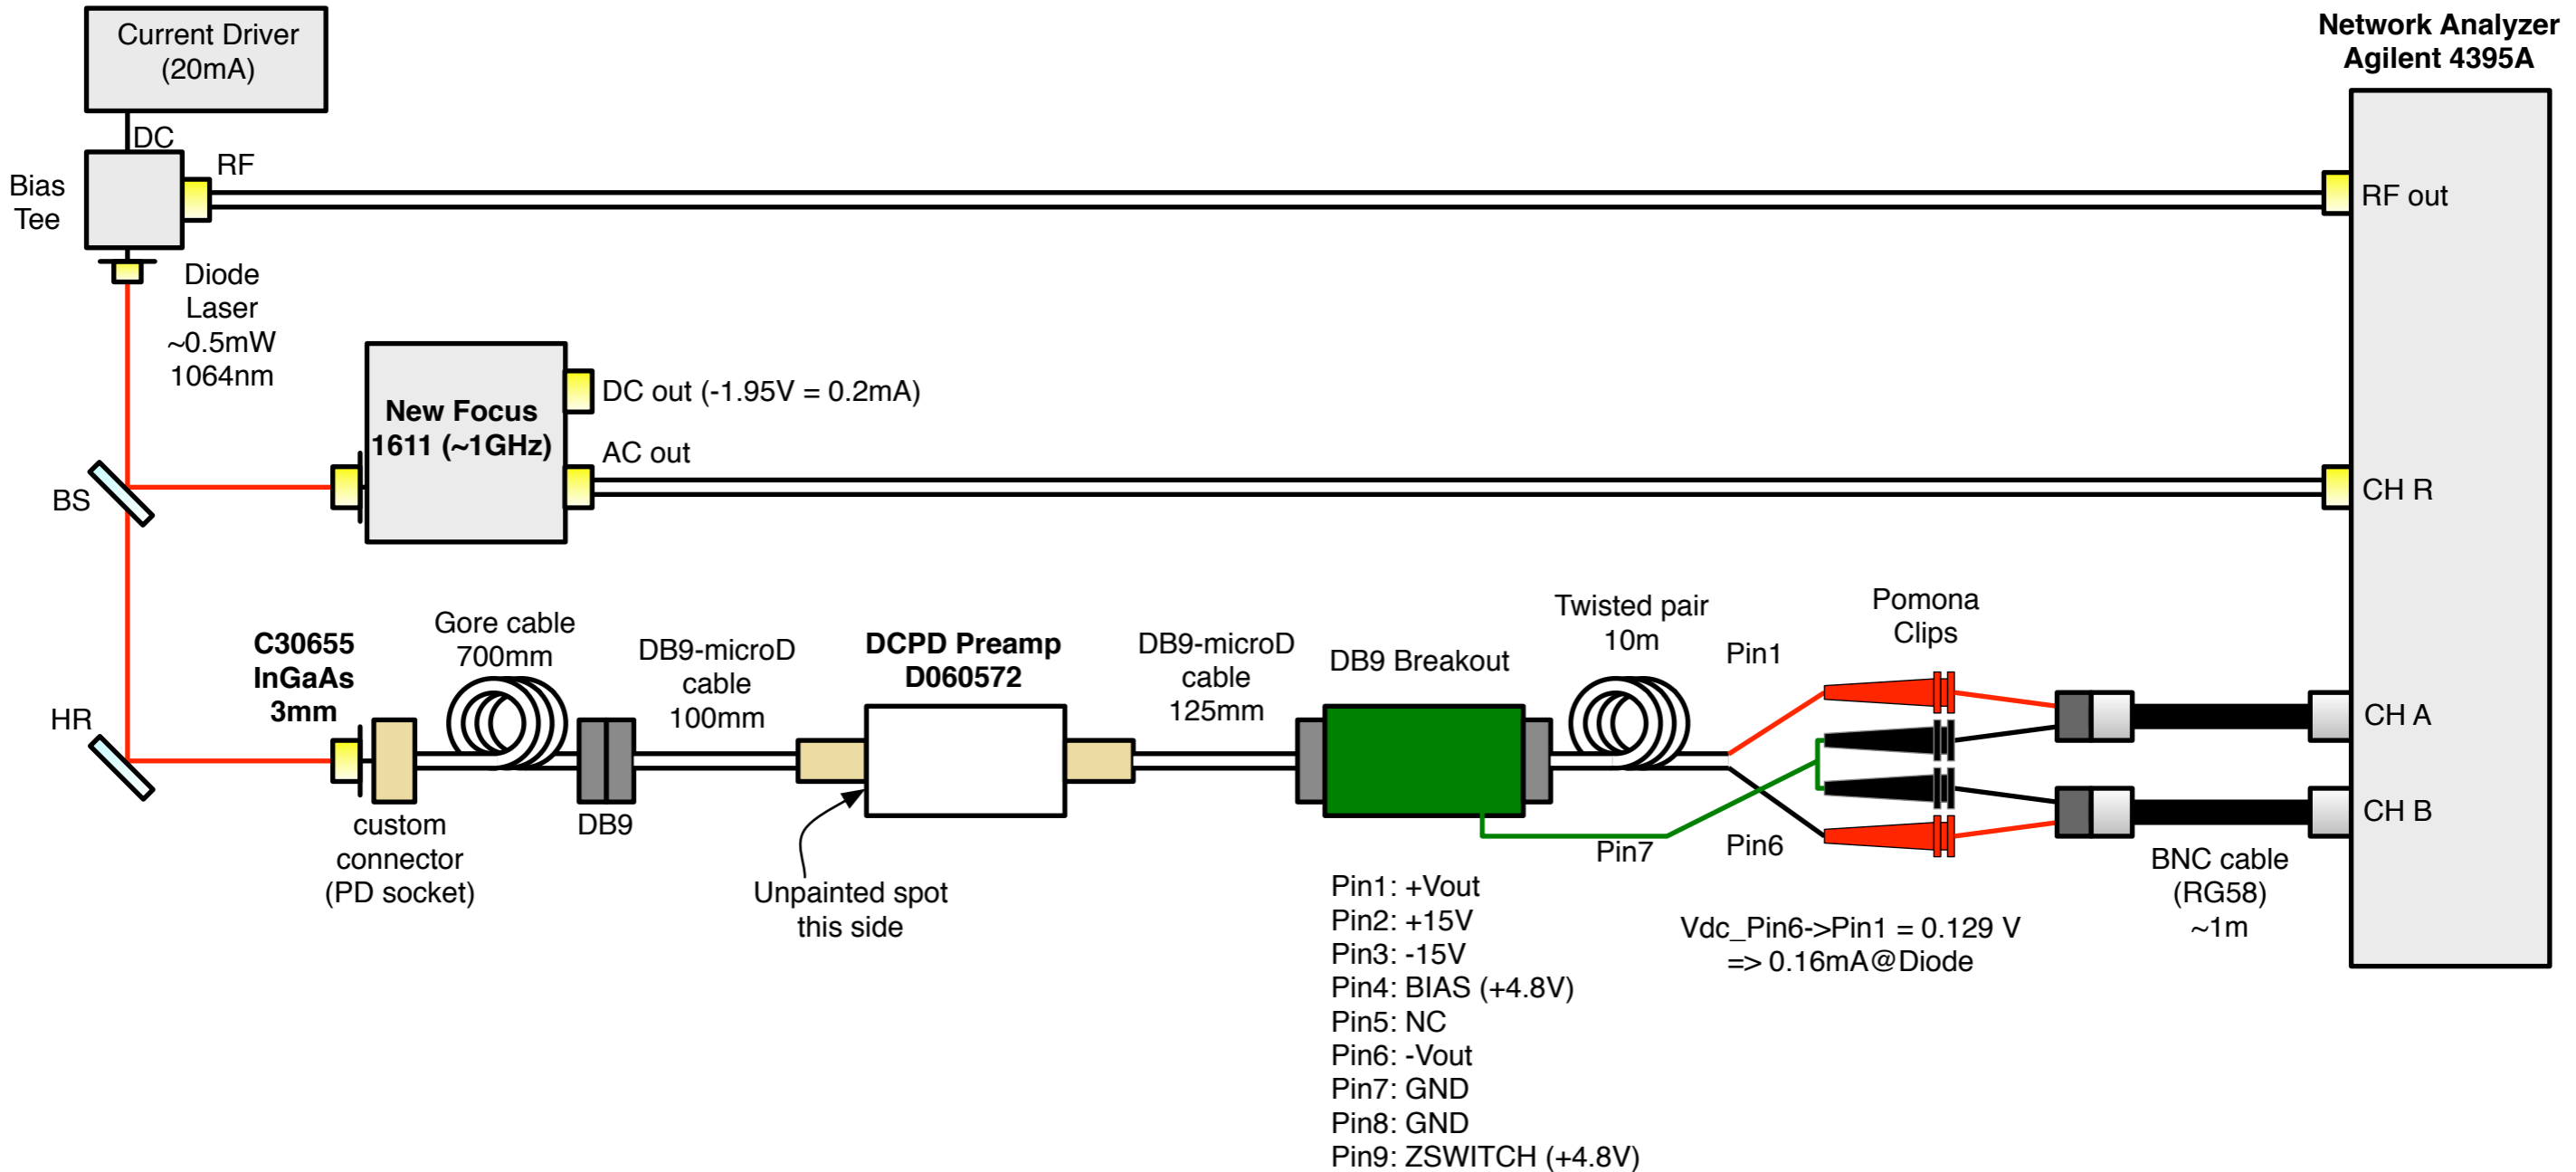 Current Driver
(20mA)
Network Analyzer
Agilent 4395A
DC
RF
Bias
Tee
RF out
Diode
Laser
~0.5mW
1064nm
New Focus
1611 (~1GHz)
DC out (-1.95V = 0.2mA)
AC out
BS
CH R
HR
C30655
InGaAs
3mm
Gore cable
700mm
DB9-microD
cable
100mm
DCPD Preamp
D060572
DB9-microD
cable
125mm
DB9 Breakout
Twisted pair
10m
Pin1
Pomona
Clips
CH A
CH B
custom
connector
(PD socket)
DB9
Unpainted spot
this side
Pin7
Pin6
BNC cable
(RG58)
~1m
Pin1: +Vout
Pin2: +15V
Pin3: -15V
Pin4: BIAS (+4.8V)
Pin5: NC
Pin6: -Vout
Pin7: GND
Pin8: GND
Pin9: ZSWITCH (+4.8V)
Vdc_Pin6->Pin1 = 0.129 V
=> 0.16mA@Diode